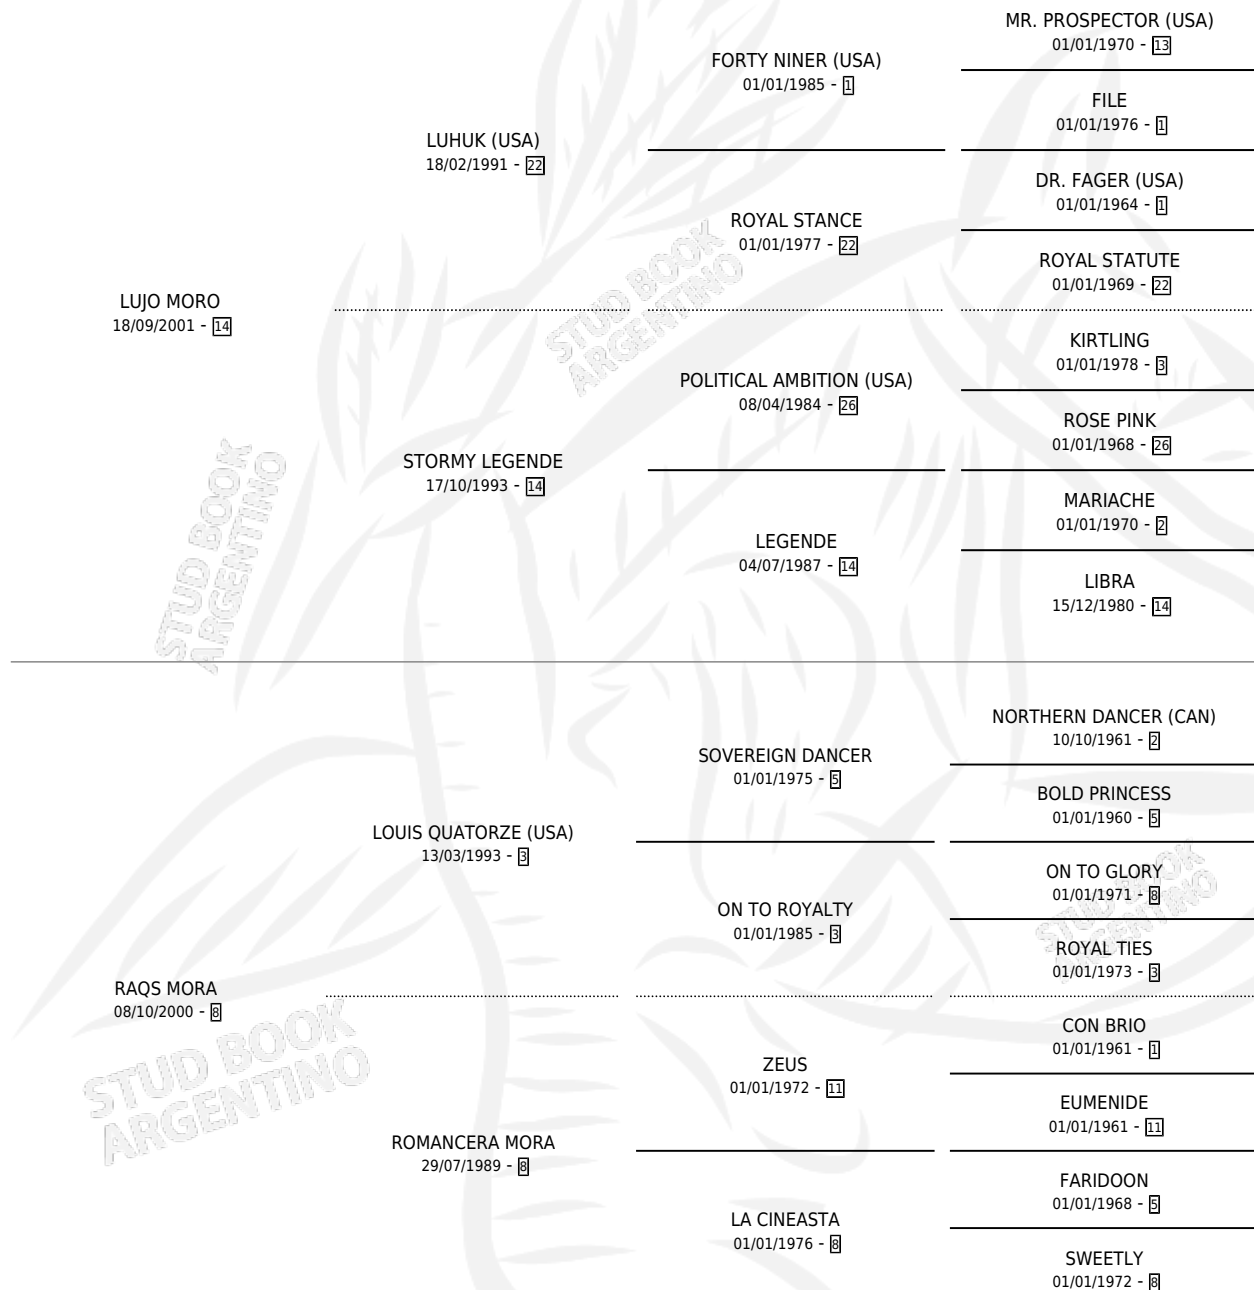 MR. PROSPECTOR (USA)
01/01/1970 - 13
FORTY NINER (USA)
01/01/1985 - 1
FILE
01/01/1976 - 1
LUHUK (USA)
18/02/1991 - 22
DR. FAGER (USA)
01/01/1964 - 1
ROYAL STANCE
01/01/1977 - 22
ROYAL STATUTE
01/01/1969 - 22
LUJO MORO
18/09/2001 - 14
KIRTLING
01/01/1978 - 3
POLITICAL AMBITION (USA)
08/04/1984 - 26
ROSE PINK
01/01/1968 - 26
STORMY LEGENDE
17/10/1993 - 14
MARIACHE
01/01/1970 - 2
LEGENDE
04/07/1987 - 14
LIBRA
15/12/1980 - 14
STUD BOOK
ARGENTINO
STUD BOOK
ARGENTINO
NORTHERN DANCER (CAN)
10/10/1961 - 2
SOVEREIGN DANCER
01/01/1975 - 5
BOLD PRINCESS
01/01/1960 - 5
LOUIS QUATORZE (USA)
13/03/1993 - 3
ON TO GLORY
01/01/1971 - 8
ON TO ROYALTY
01/01/1985 - 3
ROYAL TIES
01/01/1973 - 3
RAQS MORA
08/10/2000 - 8
CON BRIO
01/01/1961 - 1
ZEUS
01/01/1972 - 11
EUMENIDE
01/01/1961 - 11
ROMANCERA MORA
29/07/1989 - 8
FARIDOON
01/01/1968 - 5
LA CINEASTA
01/01/1976 - 8
SWEETLY
01/01/1972 - 8
STUD BOOK
ARGENTINO
STUD BOOK
ARGENTINO